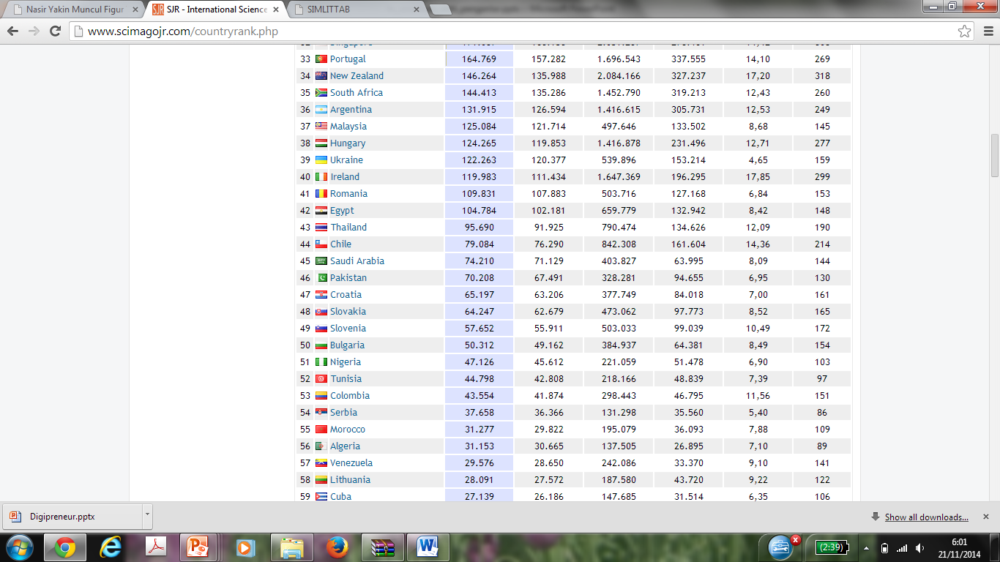 Nasir Yakin Muncul Figur
SJR - International Science
SIMLITTAB
www.scimagojr.com/countryrank.php
33 Portugal 164.769 157.282 1.696.543 337.555 14,10 269
34 New Zealand 146.264 135.988 2.084.166 327.237 17,20 318
35 South Africa 144.413 135.286 1.452.790 319.213 12,43 260
36 Argentina 131.915 126.594 1.416.615 305.731 12,53 249
37 Malaysia 125.084 121.714 497.646 133.502 8,68 145
38 Hungary 124.265 119.853 1.416.878 231.496 12,71 277
39 Ukraine 122.263 120.377 539.896 153.214 4,65 159
40 Ireland 119.983 111.434 1.647.369 196.295 17,85 299
41 Romania 109.831 107.883 503.716 127.168 6,84 153
42 Egypt 104.784 102.181 659.779 132.942 8,42 148
43 Thailand 95.690 91.925 790.474 134.626 12,09 190
44 Chile 79.084 76.290 842.308 161.604 14,36 214
45 Saudi Arabia 74.210 71.129 403.827 63.995 8,09 144
46 Pakistan 70.208 67.491 328.281 94.655 6,95 130
47 Croatia 65.197 63.206 377.749 84.018 7,00 161
48 Slovakia 64.247 62.679 473.062 97.773 8,52 165
49 Slovenia 57.652 55.911 503.033 99.039 10,49 172
50 Bulgaria 50.312 49.162 384.937 64.381 8,49 154
51 Nigeria 47.126 45.612 221.059 51.478 6,90 103
52 Tunisia 44.798 42.808 218.166 48.839 7,39 97
53 Colombia 43.554 41.874 298.443 46.795 11,56 151
54 Serbia 37.658 36.366 131.298 35.560 5,40 86
55 Morocco 31.277 29.822 195.079 36.093 7,88 109
56 Algeria 31.153 30.665 137.505 26.895 7,10 89
57 Venezuela 29.576 28.650 242.086 33.370 9,10 141
58 Lithuania 28.091 27.572 187.580 43.720 9,22 122
59 Cuba 27.139 26.186 147.685 31.514 6,35 106
Digipreneur.pptx
Show all downloads...
(2:39)
6:01
21/11/2014